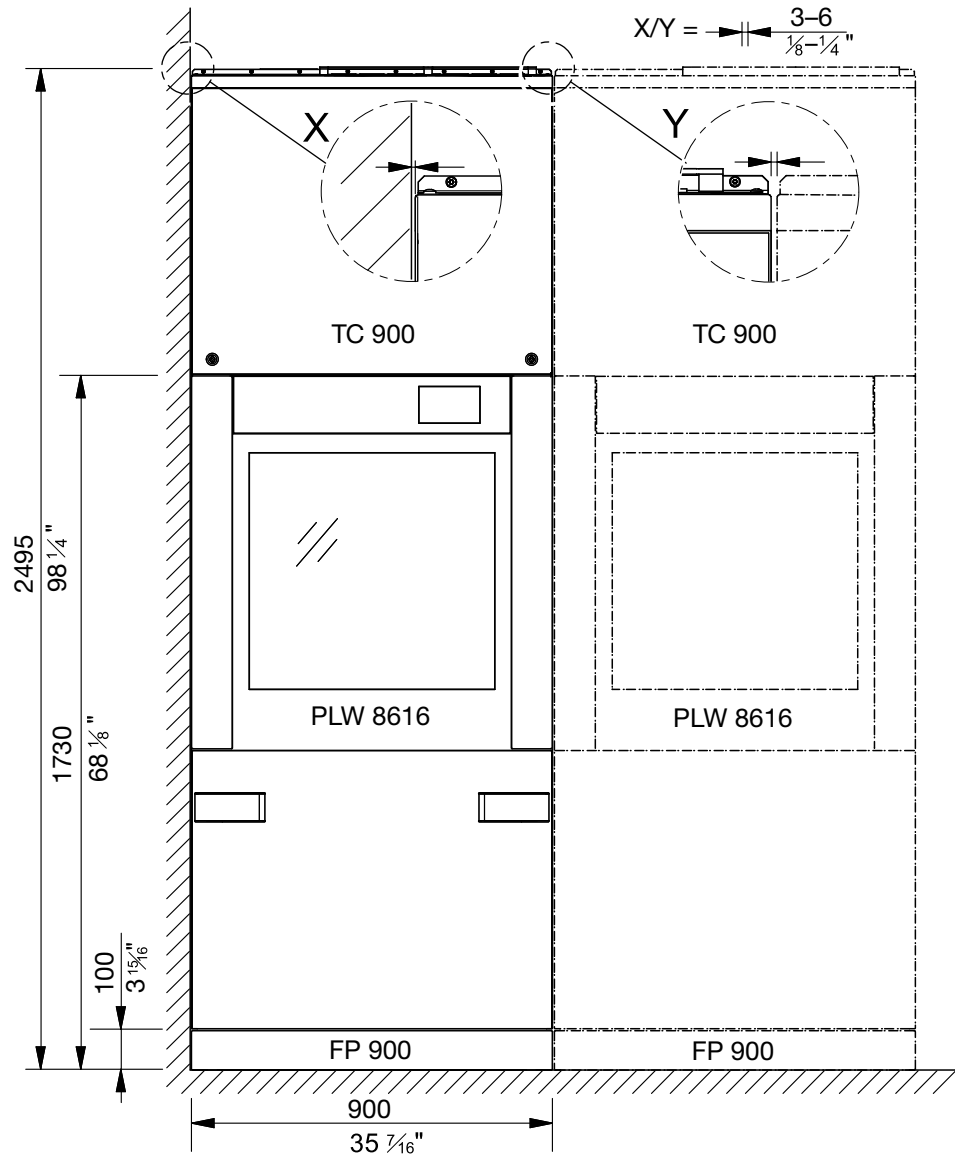 X/Y = 3–6
1/8–1/4"
X
Y
TC 900
TC 900
2495
98 1/4"
1730
68 1/8"
PLW 8616
PLW 8616
100
3 15/16"
FP 900
FP 900
900
35 7/16"